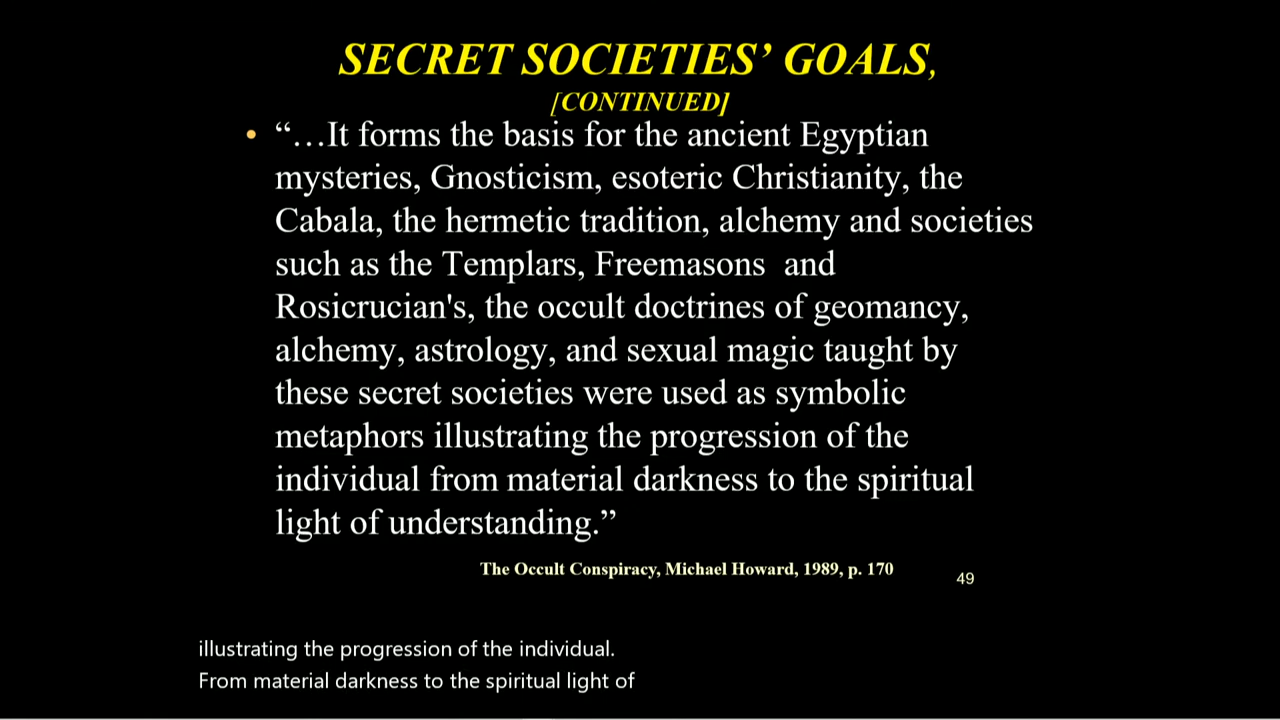 SECRET SOCIETIES’ GOALS,
[CONTINUED]
• “…It forms the basis for the ancient Egyptian
mysteries, Gnosticism, esoteric Christianity, the
Cabala, the hermetic tradition, alchemy and societies
such as the Templars, Freemasons  and
Rosicrucian's, the occult doctrines of geomancy,
alchemy, astrology, and sexual magic taught by
these secret societies were used as symbolic
metaphors illustrating the progression of the
individual from material darkness to the spiritual
light of understanding.”
The Occult Conspiracy, Michael Howard, 1989, p. 170
49
illustrating the progression of the individual.
From material darkness to the spiritual light of